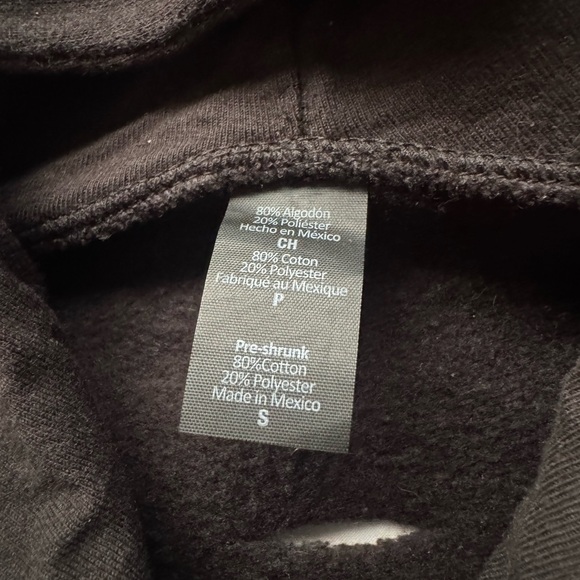 80% Algodón
20% Poliéster
Hecho en México
CH
80% Coton
20% Polyester
Fabriqué au Mexique
P
Pre-shrunk
80%Cotton
20% Polyester
Made in Mexico
S